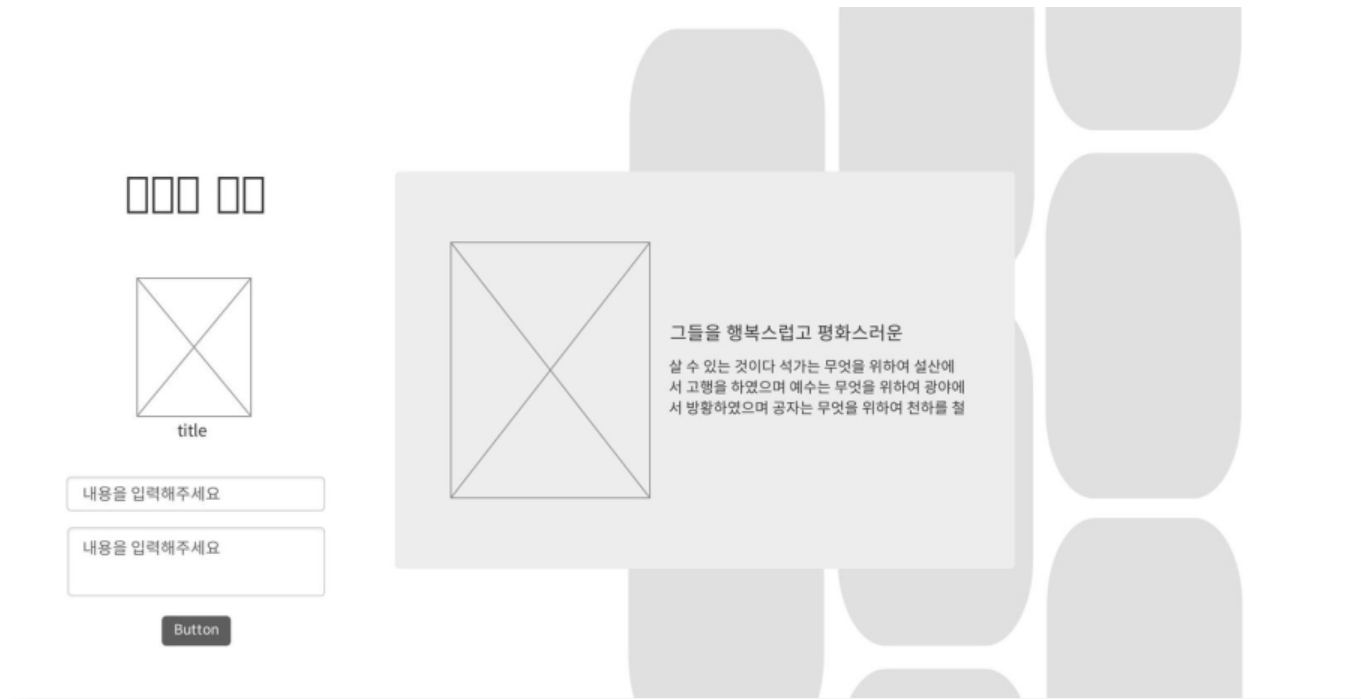 title
내용을 입력해주세요
내용을 입력해주세요
Button
그들을 행복스럽고 평화스러운
살 수 있는 것이다 석가는 무엇을 위하여 설산에
서 고행을 하였으며 예수는 무엇을 위하여 광야에
서 방황하였으며 공자는 무엇을 위하여 천하를 철